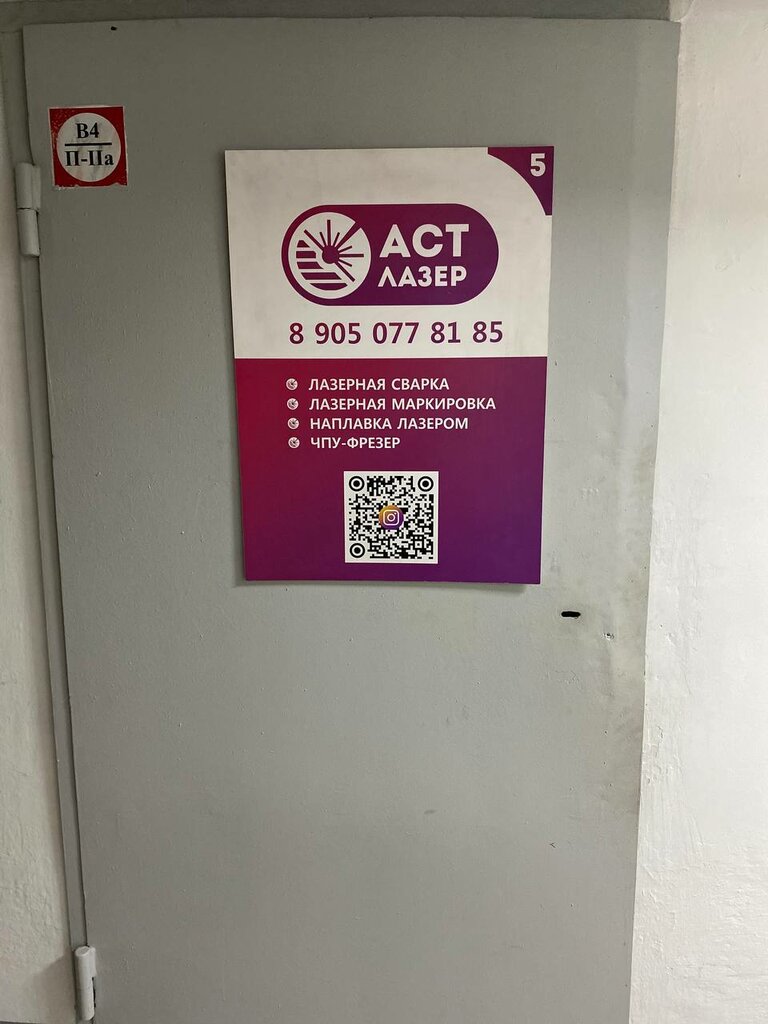 В4
П-IIа
5
АСТ
ЛАЗЕР
8 905 077 81 85
ЛАЗЕРНАЯ СВАРКА
ЛАЗЕРНАЯ МАРКИРОВКА
НАПЛАВКА ЛАЗЕРОМ
ЧПУ-ФРЕЗЕР